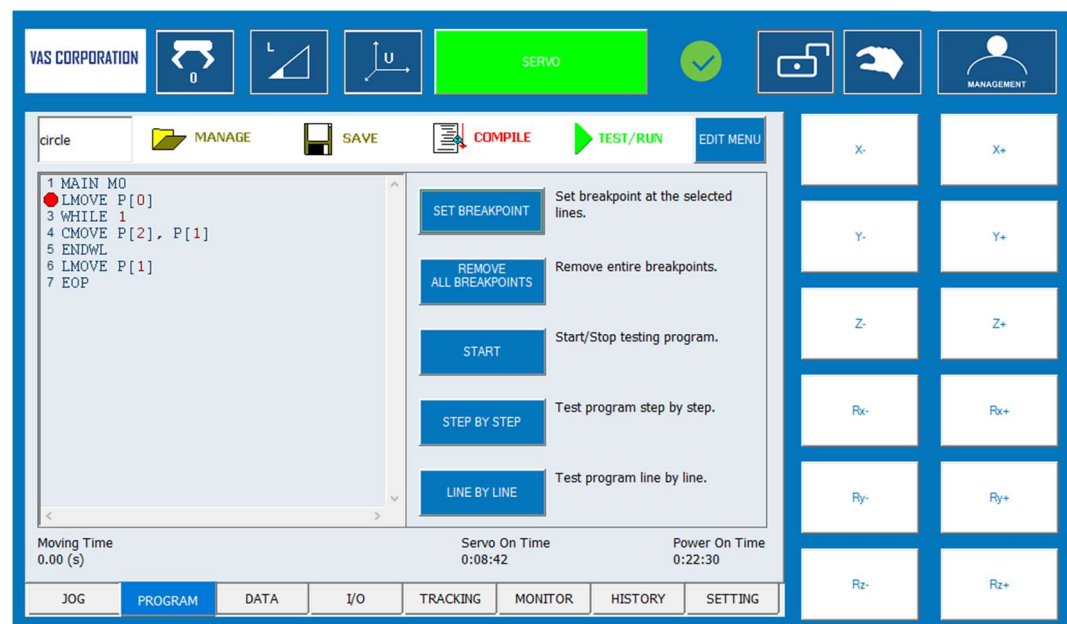 VAS CORPORATION
0
L
U
SERVO
MANAGEMENT
circle
MANAGE
SAVE
COMPILE
TEST/RUN
EDIT MENU
1 MAIN MO
LMOVE P[0]
3 WHILE 1
4 CMOVE P[2], P[1]
5 ENDWL
6 LMOVE P[1]
7 EOP
SET BREAKPOINT
Set breakpoint at the selected
lines.
REMOVE
ALL BREAKPOINTS
Remove entire breakpoints.
START
Start/Stop testing program.
STEP BY STEP
Test program step by step.
LINE BY LINE
Test program line by line.
Moving Time
0.00 (s)
Servo On Time
0:08:42
Power On Time
0:22:30
JOG
PROGRAM
DATA
I/O
TRACKING
MONITOR
HISTORY
SETTING
X-
X+
Y-
Y+
Z-
Z+
Rx-
Rx+
Ry-
Ry+
Rz-
Rz+